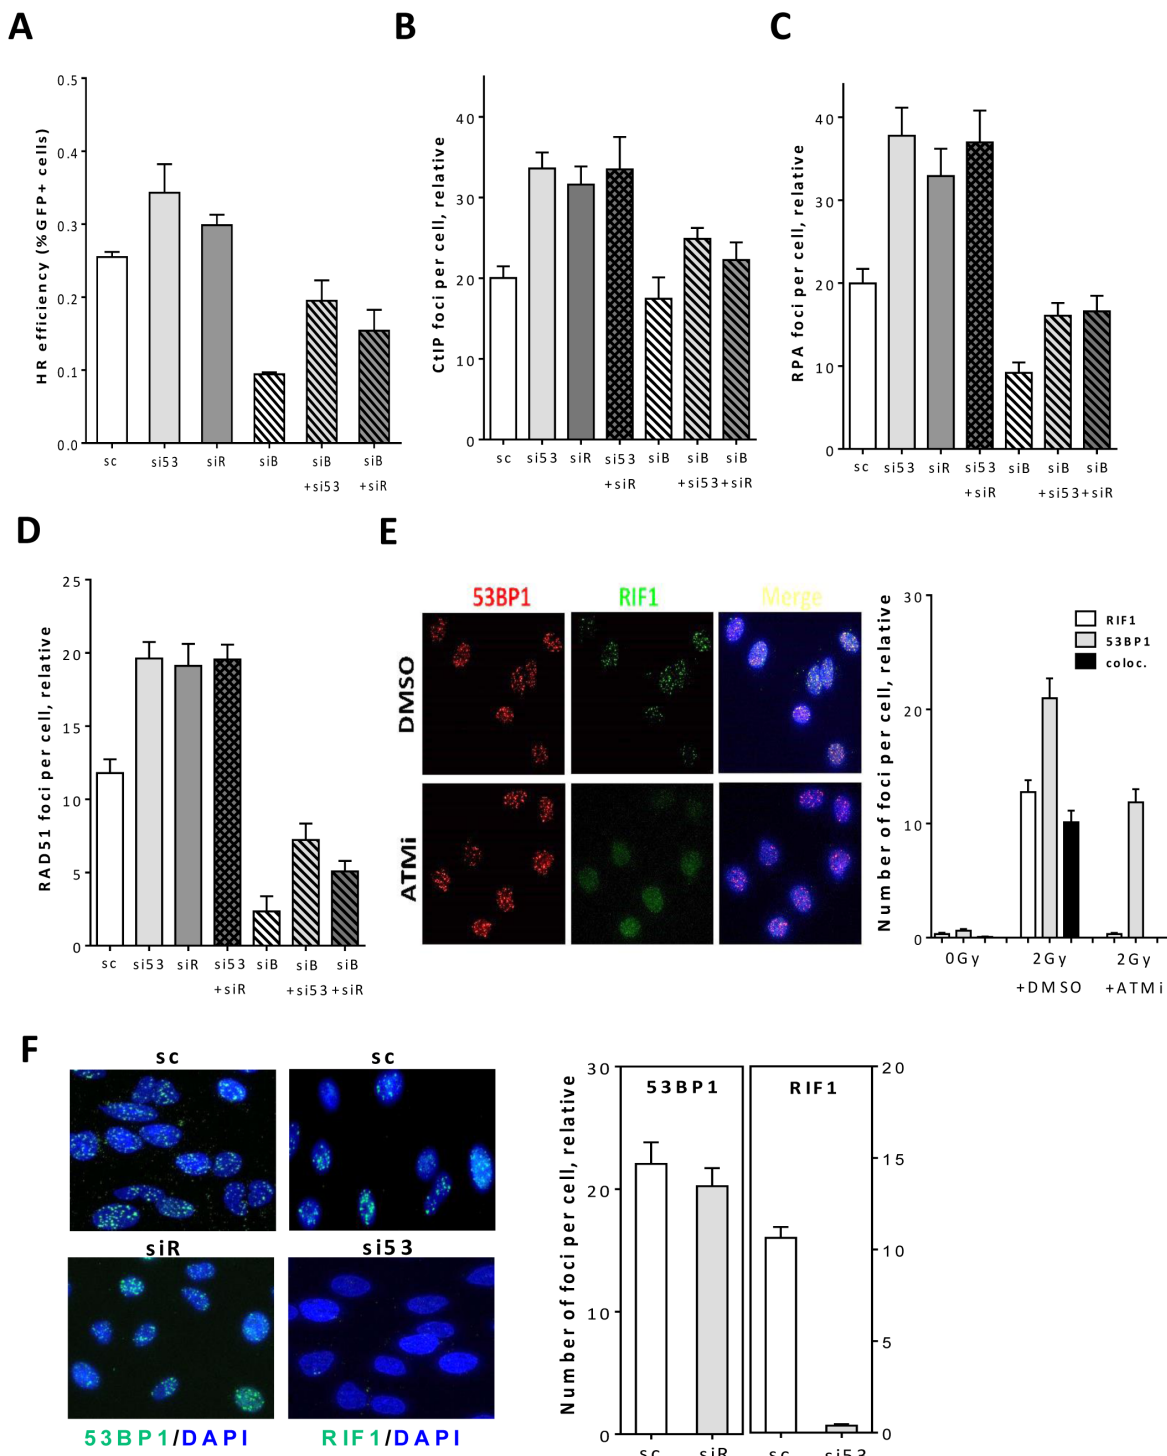 A
HR efficiency (%GFP+ cells)
0.5
0.4
0.3
0.2
0.1
0.0
sc si53 siR siB siB siB
+si53 +siR
B
CtIP foci per cell, relative
40
30
20
10
0
sc si53 siR si53 siB siB siB
+siR +si53 +siR
C
RPA foci per cell, relative
40
30
20
10
0
sc si53 siR si53 siB siB siB
+siR +si53 +siR
D
RAD51 foci per cell, relative
25
20
15
10
5
0
sc si53 siR si53 siB siB siB
+siR +si53 +siR
E
53BP1 RIF1 Merge
DMSO
ATMi
Number of foci per cell, relative
30
20
10
0
RIF1
53BP1
coloc.
0Gy 2Gy 2Gy
+DMSO +ATMi
F
sc sc
siR si53
53BP1/DAPI RIF1/DAPI
Number of foci per cell, relative
30
20
10
0
53BP1 RIF1
20
15
10
5
0
sc siR sc si53